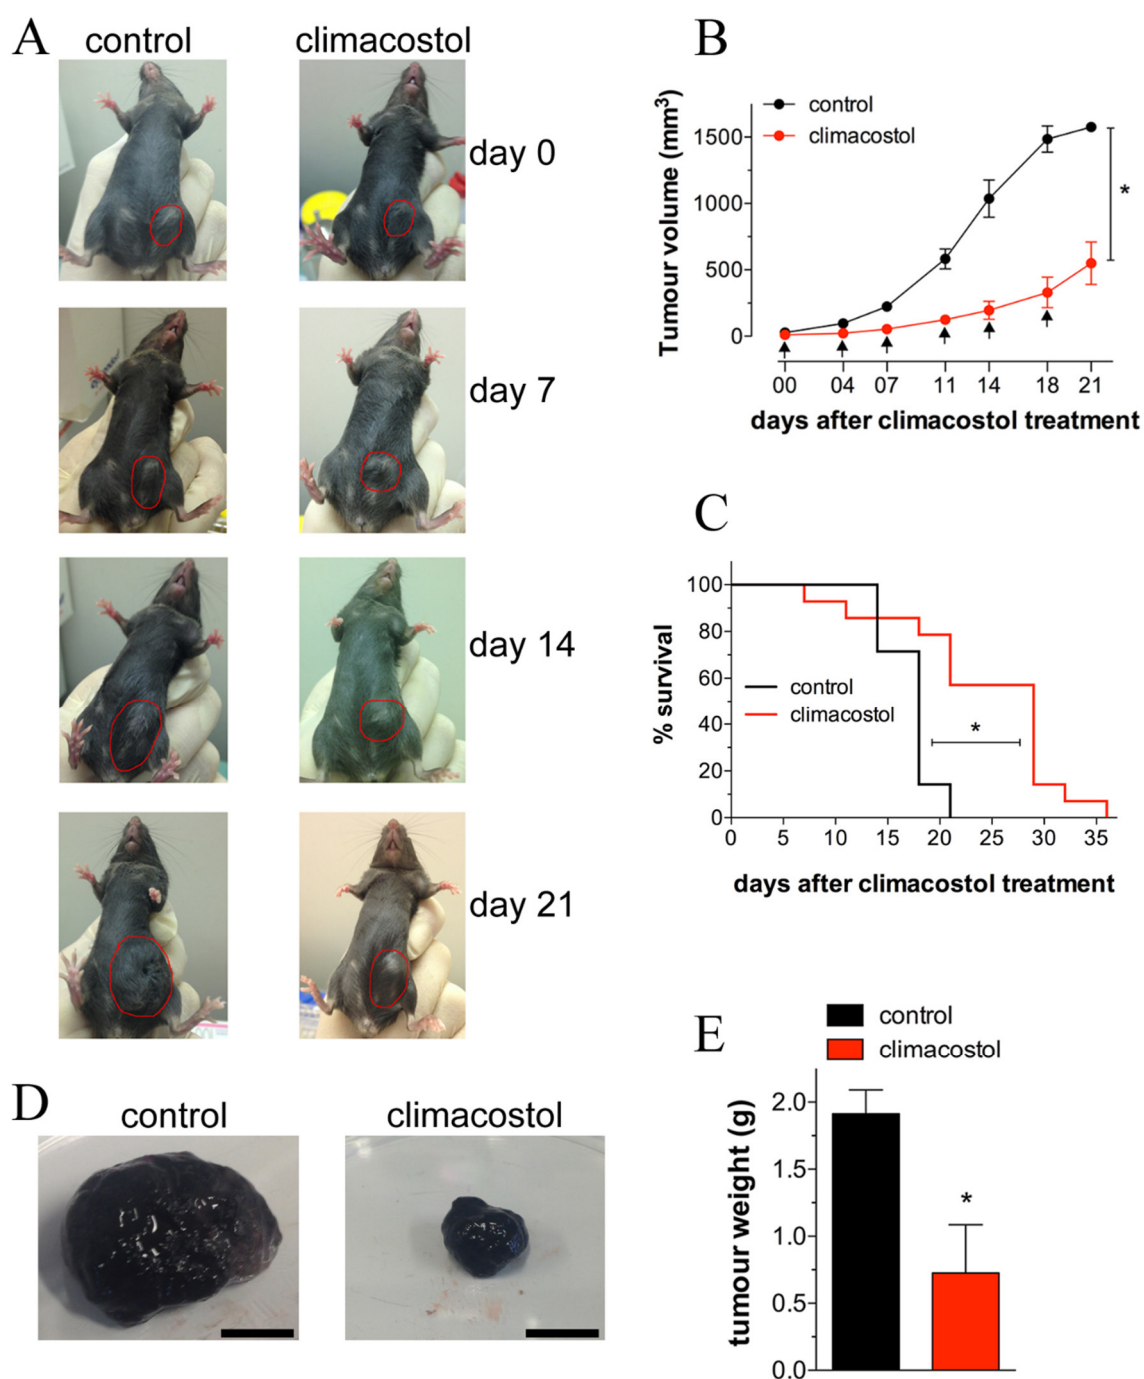 A
control
climacostol
day 0
day 7
day 14
day 21
B
control
climacostol
Tumour volume (mm³)
1500
1000
500
0
*
00 04 07 11 14 18 21
days after climacostol treatment
C
% survival
100
80
60
40
20
0
control
climacostol
*
0 5 10 15 20 25 30 35
days after climacostol treatment
D
control
climacostol
E
control
climacostol
tumour weight (g)
2.0
1.5
1.0
0.5
0.0
*